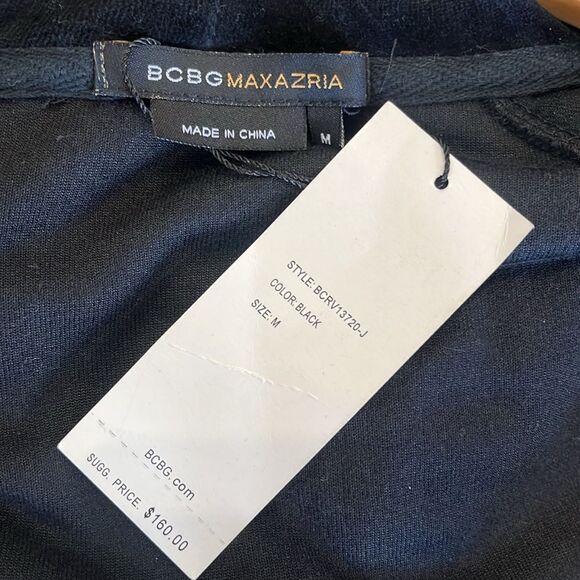 BCBGMAXAZRIA
MADE IN CHINA
M
STYLE: BCRV13720-J
COLOR: BLACK
SIZE: M
BCBG.com
SUGG. PRICE: $160.00